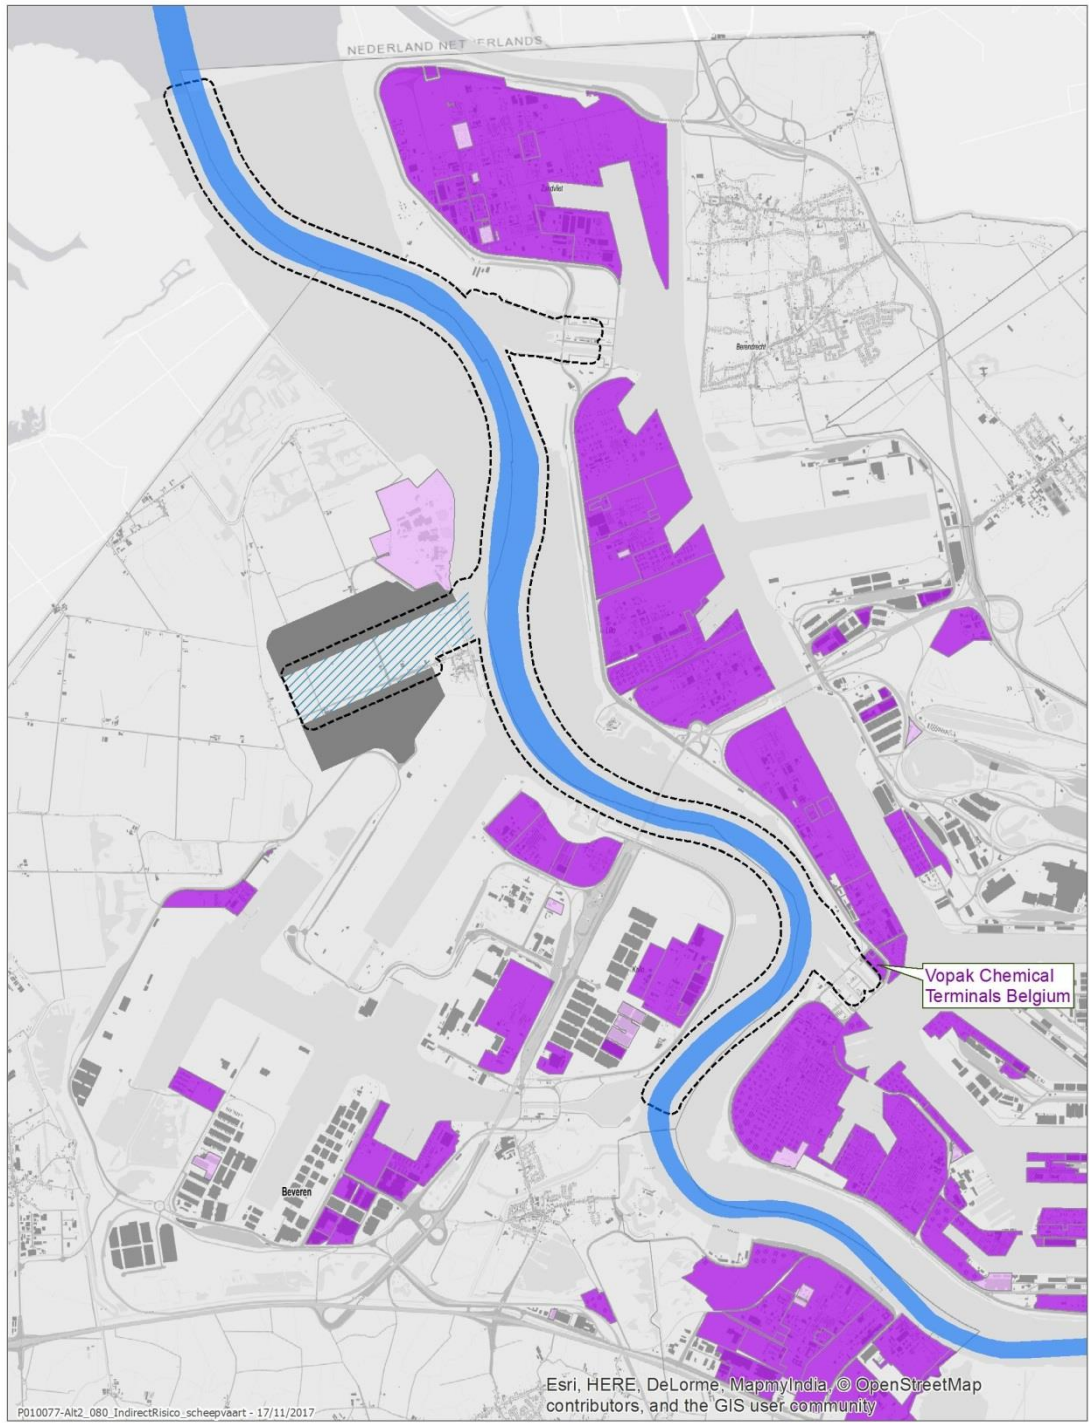 NEDERLAND NETHERLANDS
Zandvliet
Berendrecht
Vopak Chemical
Terminals Belgium
Beveren
Esri, HERE, DeLorme, MapmyIndia, © OpenStreetMap
contributors, and the GIS user community
P010077-Alt2_080_IndirectRisico_scheepvaart - 17/11/2017